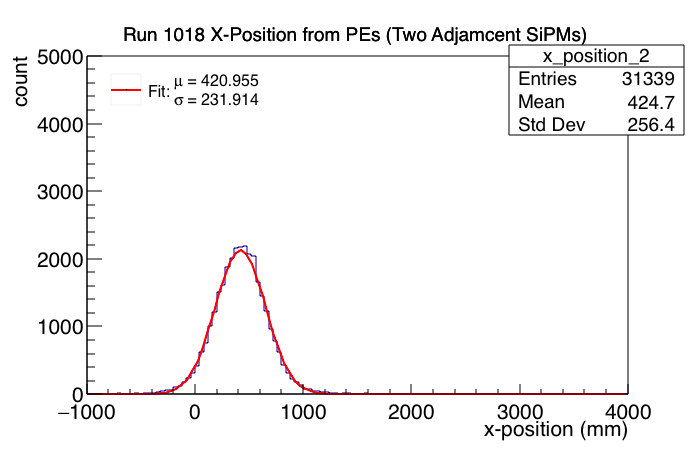 Run 1018 X-Position from PEs (Two Adjamcent SiPMs)
x_position_2
Entries 31339
Mean 424.7
Std Dev 256.4
count
Fit: μ = 420.955
σ = 231.914
5000
4000
3000
2000
1000
0
−1000 0 1000 2000 3000 4000
x-position (mm)